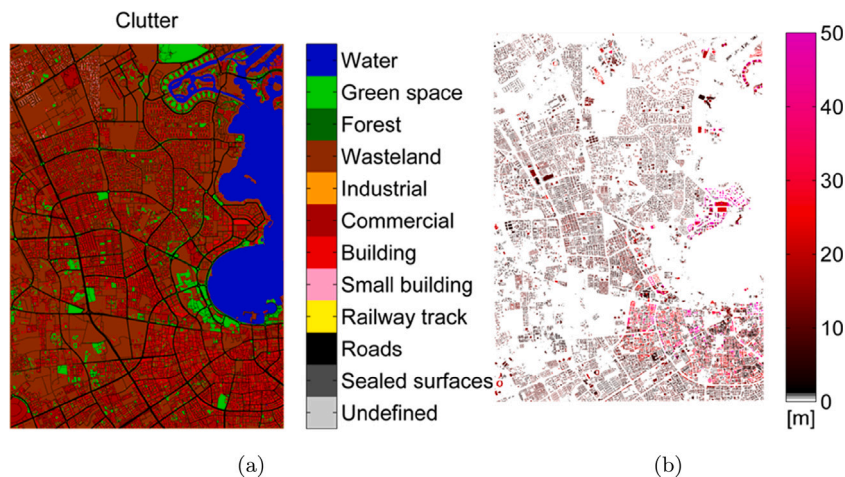 Clutter
Water
Green space
Forest
Wasteland
Industrial
Commercial
Building
Small building
Railway track
Roads
Sealed surfaces
Undefined
50
40
30
20
10
0
[m]
(a)
(b)